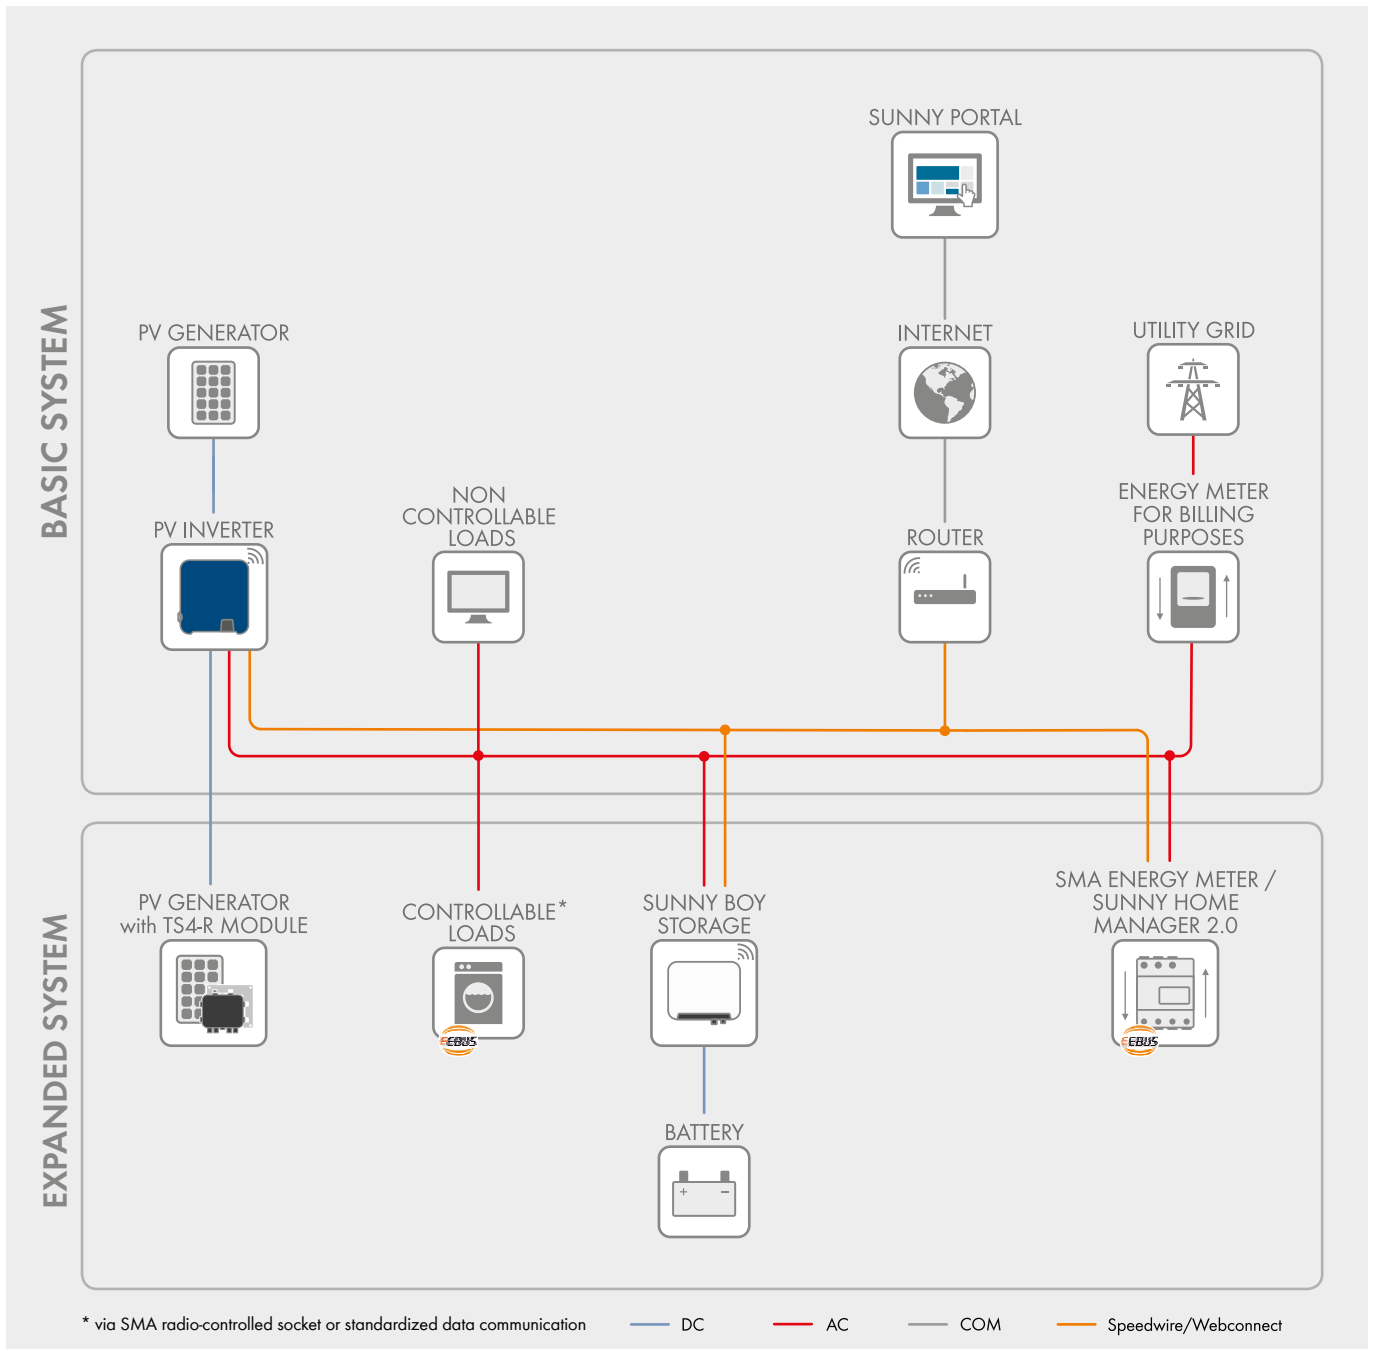 BASIC SYSTEM
SUNNY PORTAL
PV GENERATOR
INTERNET
UTILITY GRID
PV INVERTER
NON
CONTROLLABLE
LOADS
ROUTER
ENERGY METER
FOR BILLING
PURPOSES
EXPANDED SYSTEM
PV GENERATOR
with TS4-R MODULE
CONTROLLABLE*
LOADS
EEBUS
SUNNY BOY
STORAGE
SMA ENERGY METER /
SUNNY HOME
MANAGER 2.0
EEBUS
BATTERY
+ −
* via SMA radio-controlled socket or standardized data communication
DC
AC
COM
Speedwire/Webconnect